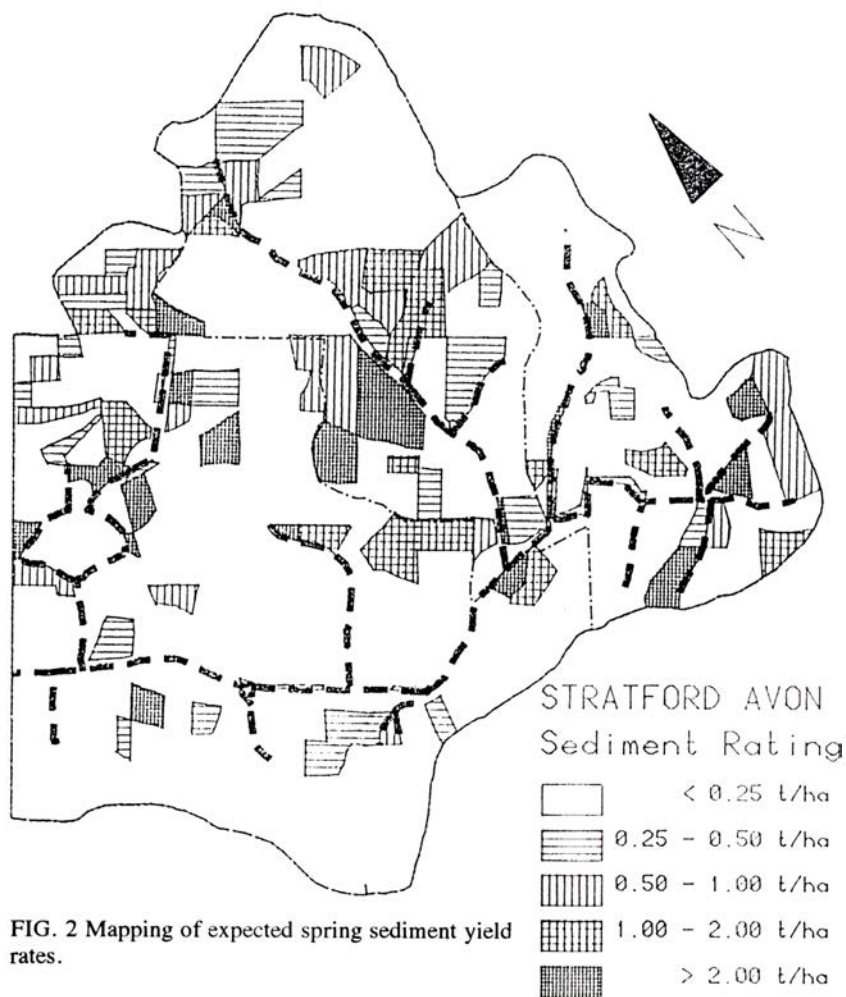 N
STRATFORD AVON
Sediment Rating
< 0.25 t/ha
0.25 - 0.50 t/ha
0.50 - 1.00 t/ha
1.00 - 2.00 t/ha
> 2.00 t/ha
FIG. 2 Mapping of expected spring sediment yield
rates.